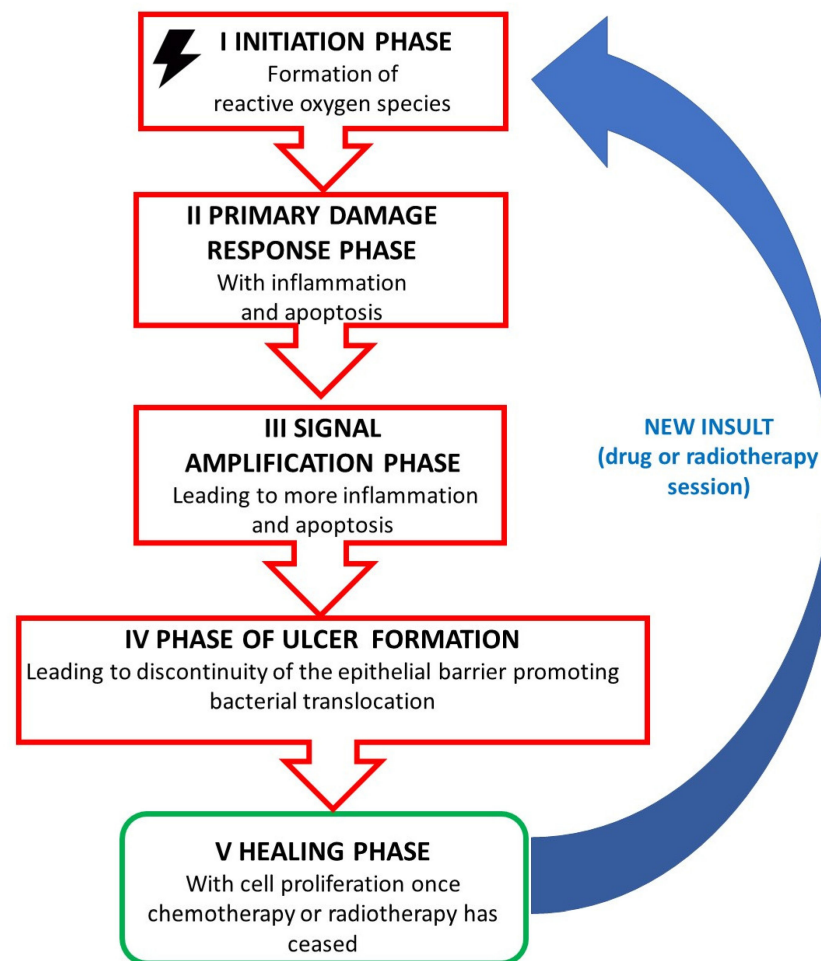 I INITIATION PHASE
Formation of
reactive oxygen species
II PRIMARY DAMAGE
RESPONSE PHASE
With inflammation
and apoptosis
III SIGNAL
AMPLIFICATION PHASE
Leading to more inflammation
and apoptosis
NEW INSULT
(drug or radiotherapy
session)
IV PHASE OF ULCER FORMATION
Leading to discontinuity of the epithelial barrier promoting
bacterial translocation
V HEALING PHASE
With cell proliferation once
chemotherapy or radiotherapy has
ceased